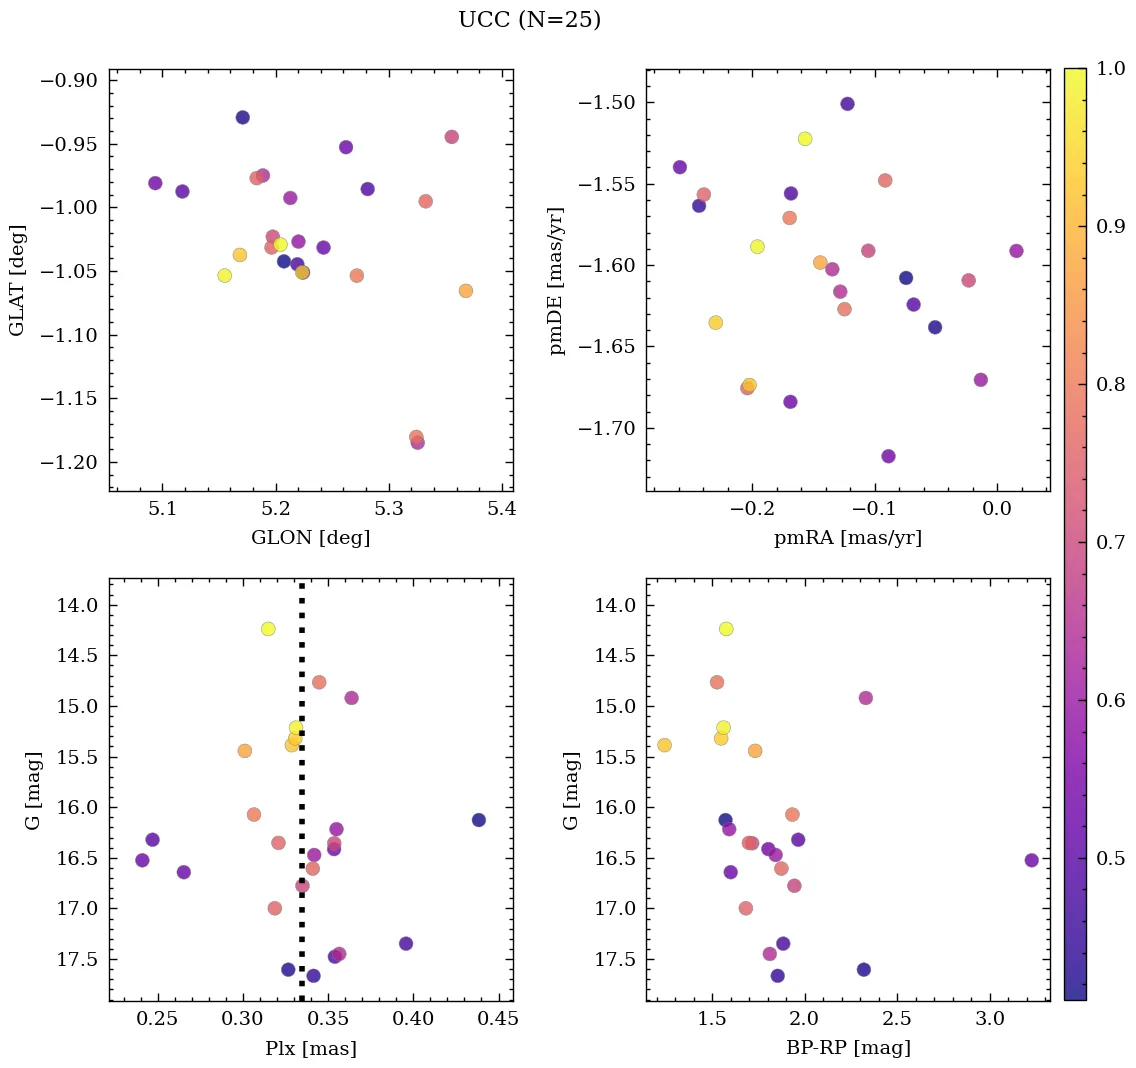 UCC (N=25)
−0.90
−0.95
−1.00
−1.05
−1.10
−1.15
−1.20
GLAT [deg]
5.1 5.2 5.3 5.4
GLON [deg]
−1.50
−1.55
−1.60
−1.65
−1.70
pmDE [mas/yr]
−0.2 −0.1 0.0
pmRA [mas/yr]
14.0
14.5
15.0
15.5
16.0
16.5
17.0
17.5
G [mag]
0.25 0.30 0.35 0.40 0.45
Plx [mas]
14.0
14.5
15.0
15.5
16.0
16.5
17.0
17.5
G [mag]
1.5 2.0 2.5 3.0
BP-RP [mag]
1.0
0.9
0.8
0.7
0.6
0.5